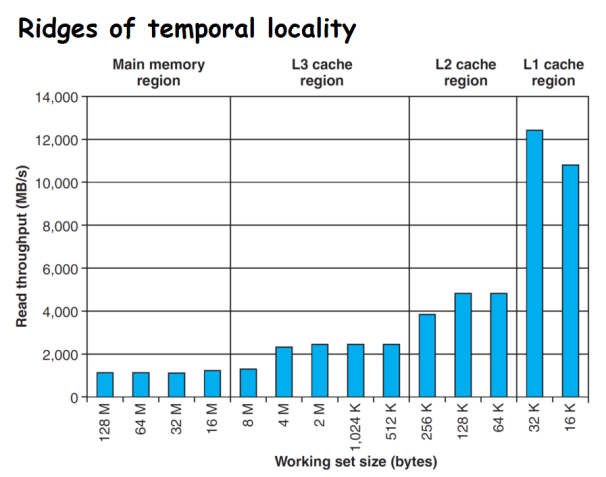 Ridges of temporal locality
Main memory
region
L3 cache
region
L2 cache
region
L1 cache
region
14,000
12,000
10,000
8,000
6,000
4,000
2,000
0
Read throughput (MB/s)
128 M
64 M
32 M
16 M
8 M
4 M
2 M
1,024 K
512 K
256 K
128 K
64 K
32 K
16 K
Working set size (bytes)